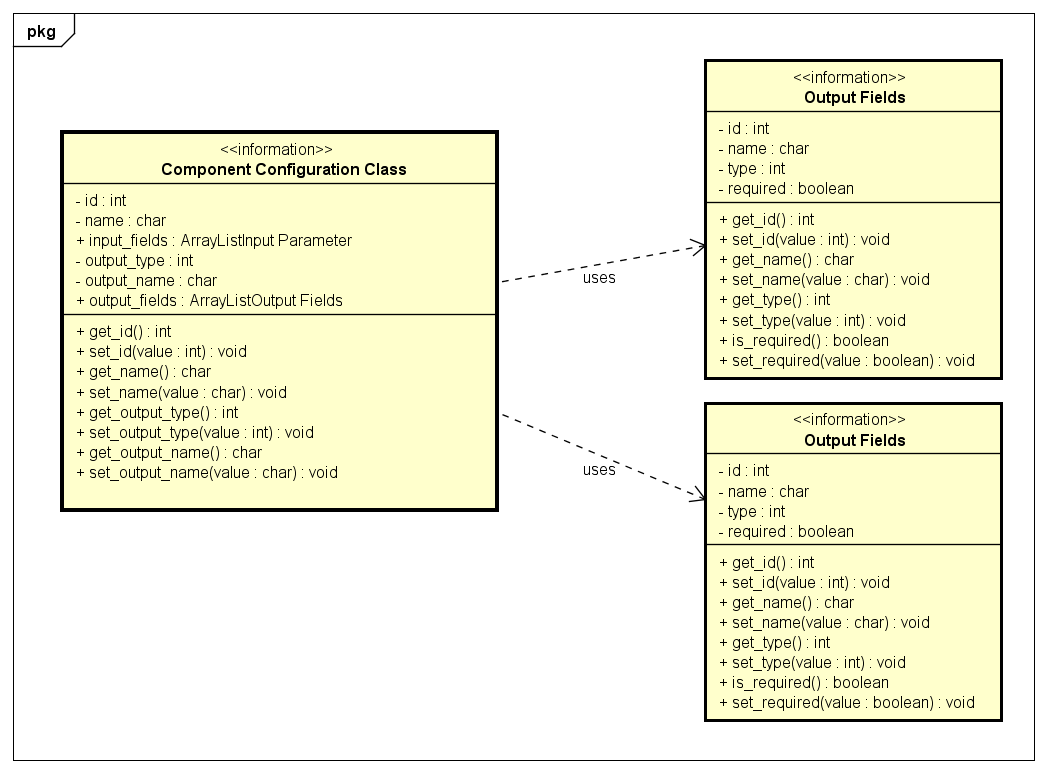 pkg
<<information>>
Component Configuration Class
- id : int
- name : char
+ input_fields : ArrayListInput Parameter
- output_type : int
- output_name : char
+ output_fields : ArrayListOutput Fields
+ get_id() : int
+ set_id(value : int) : void
+ get_name() : char
+ set_name(value : char) : void
+ get_output_type() : int
+ set_output_type(value : int) : void
+ get_output_name() : char
+ set_output_name(value : char) : void
uses
uses
<<information>>
Output Fields
- id : int
- name : char
- type : int
- required : boolean
+ get_id() : int
+ set_id(value : int) : void
+ get_name() : char
+ set_name(value : char) : void
+ get_type() : int
+ set_type(value : int) : void
+ is_required() : boolean
+ set_required(value : boolean) : void
<<information>>
Output Fields
- id : int
- name : char
- type : int
- required : boolean
+ get_id() : int
+ set_id(value : int) : void
+ get_name() : char
+ set_name(value : char) : void
+ get_type() : int
+ set_type(value : int) : void
+ is_required() : boolean
+ set_required(value : boolean) : void